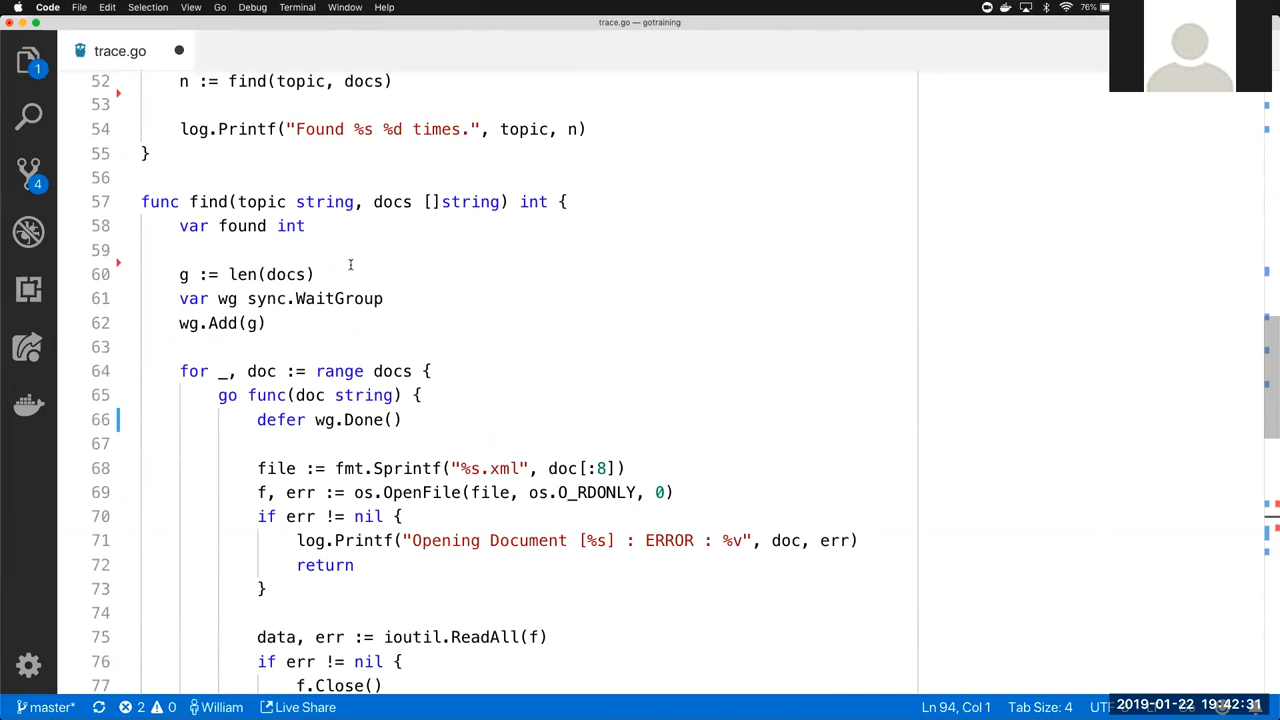 Code File Edit Selection View Go Debug Terminal Window Help 76%
trace.go — gotraining
trace.go
1
4
52 n := find(topic, docs)
53
54 log.Printf("Found %s %d times.", topic, n)
55 }
56
57 func find(topic string, docs []string) int {
58 var found int
59
60 g := len(docs)
61 var wg sync.WaitGroup
62 wg.Add(g)
63
64 for _, doc := range docs {
65 go func(doc string) {
66 defer wg.Done()
67
68 file := fmt.Sprintf("%s.xml", doc[:8])
69 f, err := os.OpenFile(file, os.O_RDONLY, 0)
70 if err != nil {
71 log.Printf("Opening Document [%s] : ERROR : %v", doc, err)
72 return
73 }
74
75 data, err := ioutil.ReadAll(f)
76 if err != nil {
77 f.Close()
master* 2 0 William Live Share Ln 94, Col 1 Tab Size: 4
2019-01-22 19:42:31